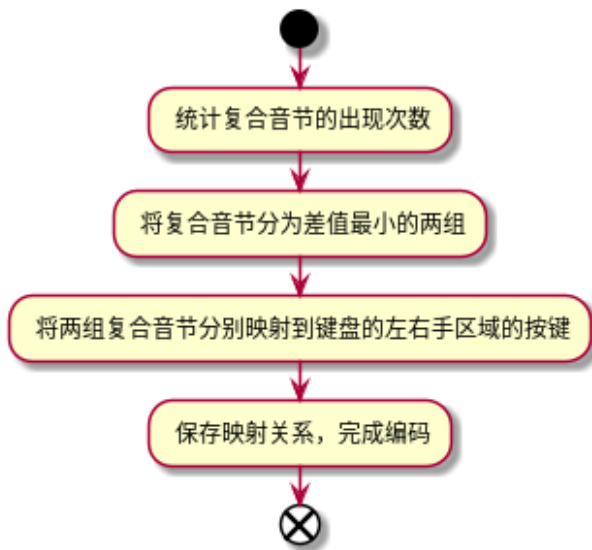 统计复合音节的出现次数
将复合音节分为差值最小的两组
将两组复合音节分别映射到键盘的左右手区域的按键
保存映射关系，完成编码